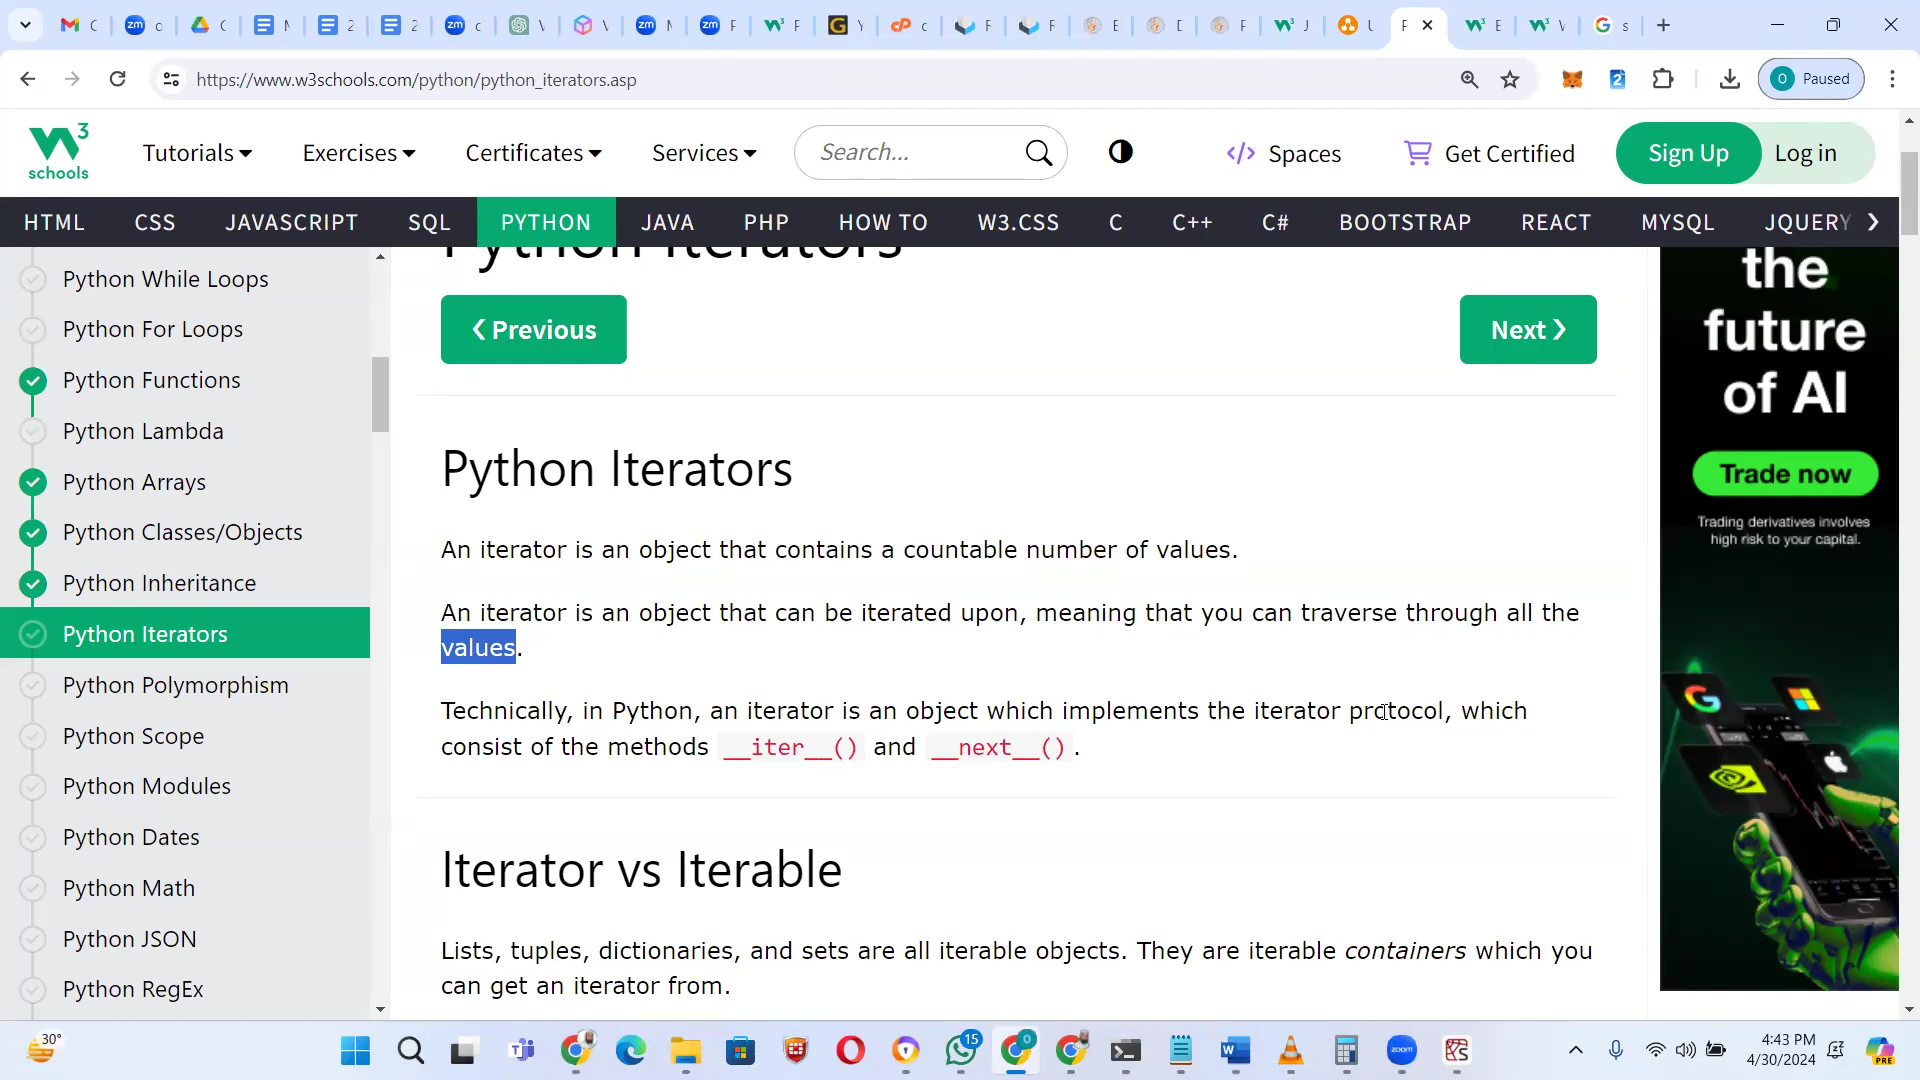 https://www.w3schools.com/python/python_iterators.asp
Paused
3
schools
Tutorials
Exercises
Certificates
Services
Search...
Spaces
Get Certified
Sign Up
Log in
HTML
CSS
JAVASCRIPT
SQL
PYTHON
JAVA
PHP
HOW TO
W3.CSS
C
C++
C#
BOOTSTRAP
REACT
MYSQL
JQUERY
Python While Loops
Python For Loops
Python Functions
Python Lambda
Python Arrays
Python Classes/Objects
Python Inheritance
Python Iterators
Python Polymorphism
Python Scope
Python Modules
Python Dates
Python Math
Python JSON
Python RegEx
Python Iterators
❮ Previous
Next ❯
Python Iterators
An iterator is an object that contains a countable number of values.
An iterator is an object that can be iterated upon, meaning that you can traverse through all the
values.
Technically, in Python, an iterator is an object which implements the iterator protocol, which
consist of the methods __iter__() and __next__().
Iterator vs Iterable
Lists, tuples, dictionaries, and sets are all iterable objects. They are iterable containers which you
can get an iterator from.
the
future
of AI
Trade now
Trading derivatives involves
high risk to your capital.
30°
15
zoom
4:43 PM
4/30/2024
PRE